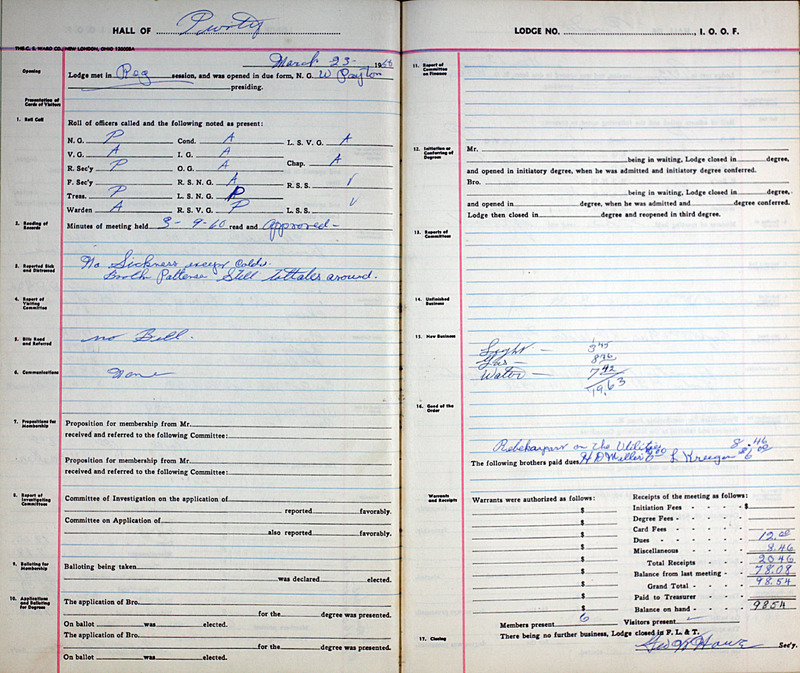 HALL OF Purity
THE C. E. WARD CO., NEW LONDON, OHIO
March 23 - 1960
Opening
Lodge met in Reg session, and was opened in due form, N. G. W Payton
presiding.
Presentation of Cards of Visitors
1. Roll Call
Roll of officers called and the following noted as present:
N. G. P Cond. A L. S. V. G. A
V. G. A I. G. A Chap. A
R. Sec'y P O. G. A
F. Sec'y R. S. N. G. A R. S. S. V
Treas. P L. S. N. G. P
Warden A R. S. V. G. P L. S. S. V
2. Reading of Records
Minutes of meeting held 3-9-60 read and Approved -
3. Reported Sick and Distressed
No Sickness except Colds.
Still tottales around.
4. Report of Visiting Committee
5. Bills Read and Referred
no Bill.
6. Communications
None
7. Propositions for Membership
Proposition for membership from Mr.
received and referred to the following Committee:
Proposition for membership from Mr.
received and referred to the following Committee:
8. Report of Investigating Committees
Committee of Investigation on the application of
reported favorably.
Committee on Application of
also reported favorably.
9. Balloting for Membership
Balloting being taken
was declared elected.
10. Applications and Balloting for Degrees
The application of Bro.
for the degree was presented.
On ballot was elected.
The application of Bro.
for the degree was presented.
On ballot was elected.
LODGE NO. , I. O. O. F.
11. Report of Committee on Finance
12. Initiation or Conferring of Degrees
Mr.
being in waiting, Lodge closed in degree,
and opened in initiatory degree, when he was admitted and initiatory degree conferred.
Bro.
being in waiting, Lodge closed in degree,
and opened in degree, when he was admitted and degree conferred.
Lodge then closed in degree and reopened in third degree.
13. Reports of Committees
14. Unfinished Business
15. New Business
Light - 3.45
Gas - 8.76
Water - 7.42
19.63
16. Good of the Order
on the Utilities 8.46
The following brothers paid dues H D Miller 6.00 L Kreeger $6.00
Warrants and Receipts
Warrants were authorized as follows:
$
$
$
$
$
$
$
$
$
Receipts of the meeting as follows:
Initiation Fees - - - - $
Degree Fees - - - -
Card Fees - - - -
Dues - - - - 12.00
Miscellaneous - - - - 8.46
Total Receipts - - - 20.46
Balance from last meeting - - - 78.08
Grand Total - - - - 98.54
Paid to Treasurer - - -
Balance on hand - - - - 98.54
Members present 6 Visitors present
17. Closing
There being no further business, Lodge closed in F. L. & T.
Geo W Sec'y.